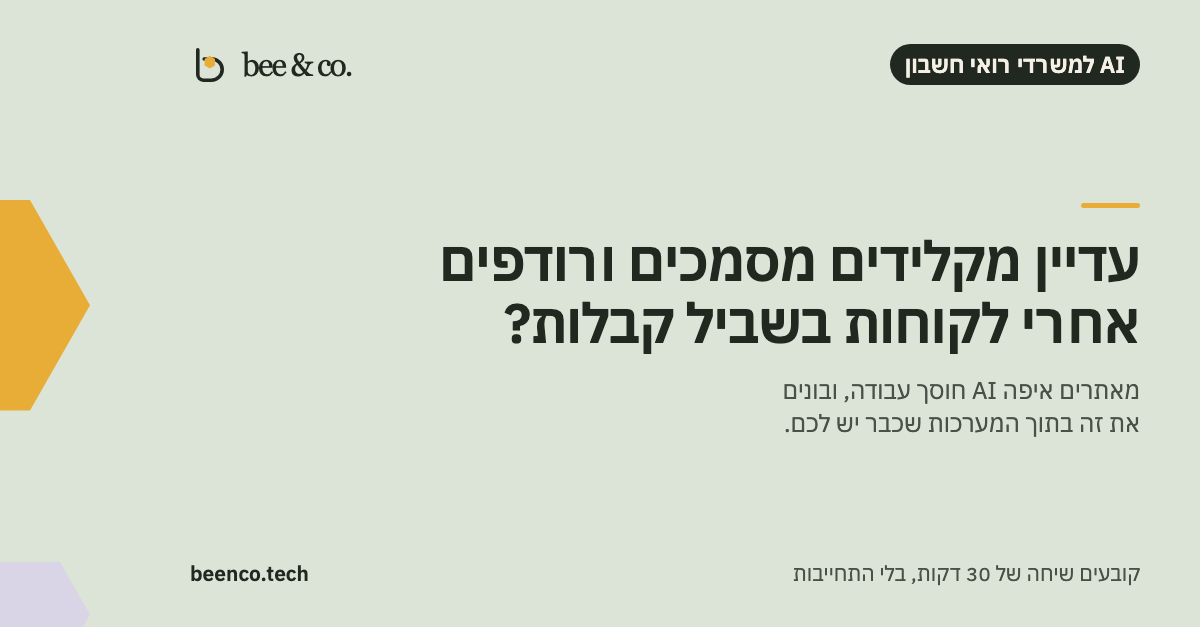 AI למשרדי רואי חשבון
bee & co.
עדיין מקלידים מסמכים ורודפים
אחרי לקוחות בשביל קבלות?
מאתרים איפה AI חוסך עבודה, ובונים
את זה בתוך המערכות שכבר יש לכם.
קובעים שיחה של 30 דקות, בלי התחייבות
beenco.tech